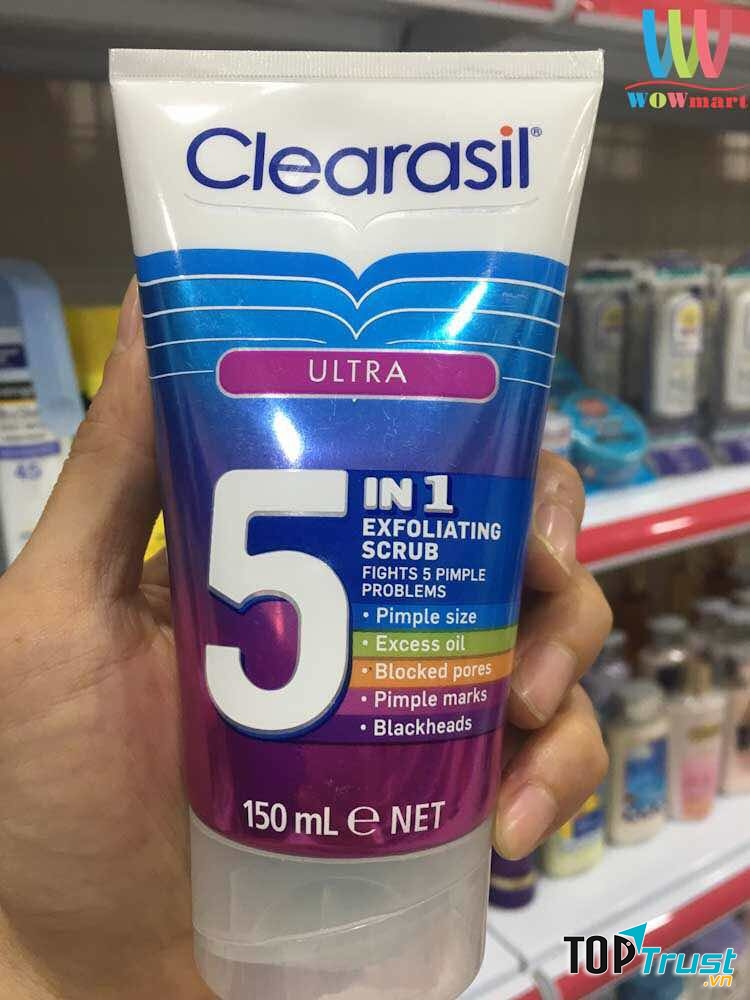 WOWmart
Clearasil®
ULTRA
5 IN 1
EXFOLIATING
SCRUB
FIGHTS 5 PIMPLE
PROBLEMS
• Pimple size
• Excess oil
• Blocked pores
• Pimple marks
• Blackheads
150 mL e NET
45
TOPTrust
.vn